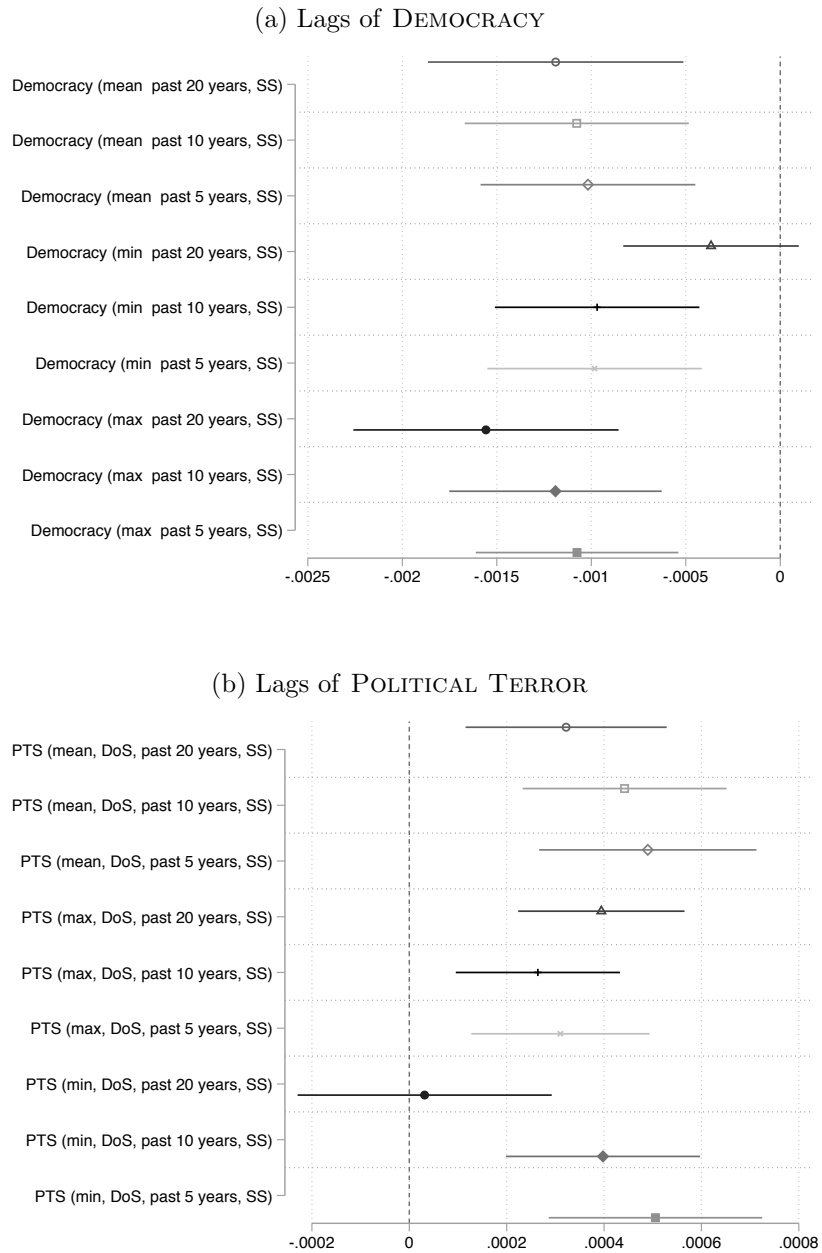 (a) Lags of DEMOCRACY
Democracy (mean  past 20 years, SS)
Democracy (mean  past 10 years, SS)
Democracy (mean  past 5 years, SS)
Democracy (min  past 20 years, SS)
Democracy (min  past 10 years, SS)
Democracy (min  past 5 years, SS)
Democracy (max  past 20 years, SS)
Democracy (max  past 10 years, SS)
Democracy (max  past 5 years, SS)
-.0025 -.002 -.0015 -.001 -.0005 0
(b) Lags of POLITICAL TERROR
PTS (mean, DoS, past 20 years, SS)
PTS (mean, DoS, past 10 years, SS)
PTS (mean, DoS, past 5 years, SS)
PTS (max, DoS, past 20 years, SS)
PTS (max, DoS, past 10 years, SS)
PTS (max, DoS, past 5 years, SS)
PTS (min, DoS, past 20 years, SS)
PTS (min, DoS, past 10 years, SS)
PTS (min, DoS, past 5 years, SS)
-.0002 0 .0002 .0004 .0006 .0008